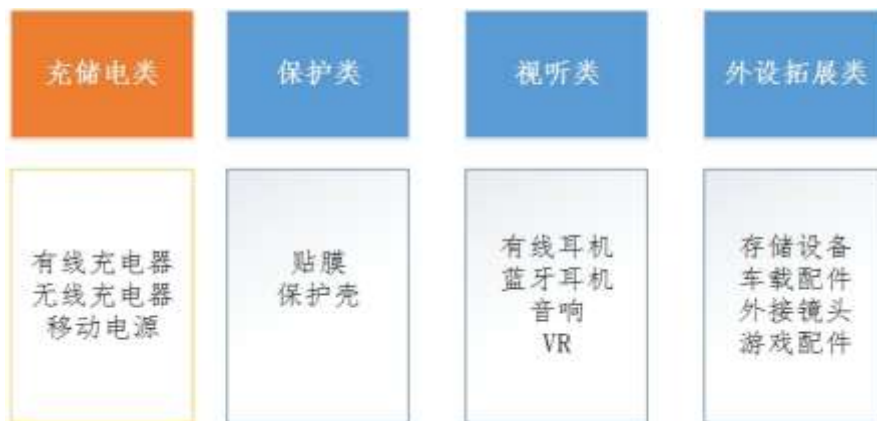 充储电类
保护类
视听类
外设拓展类
有线充电器
无线充电器
移动电源
贴膜
保护壳
有线耳机
蓝牙耳机
音响
VR
存储设备
车载配件
外接镜头
游戏配件